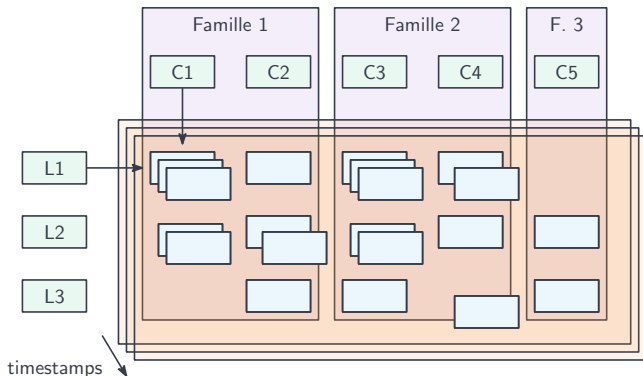 Famille 1 Famille 2 F. 3
C1 C2 C3 C4 C5
L1
L2
L3
timestamps